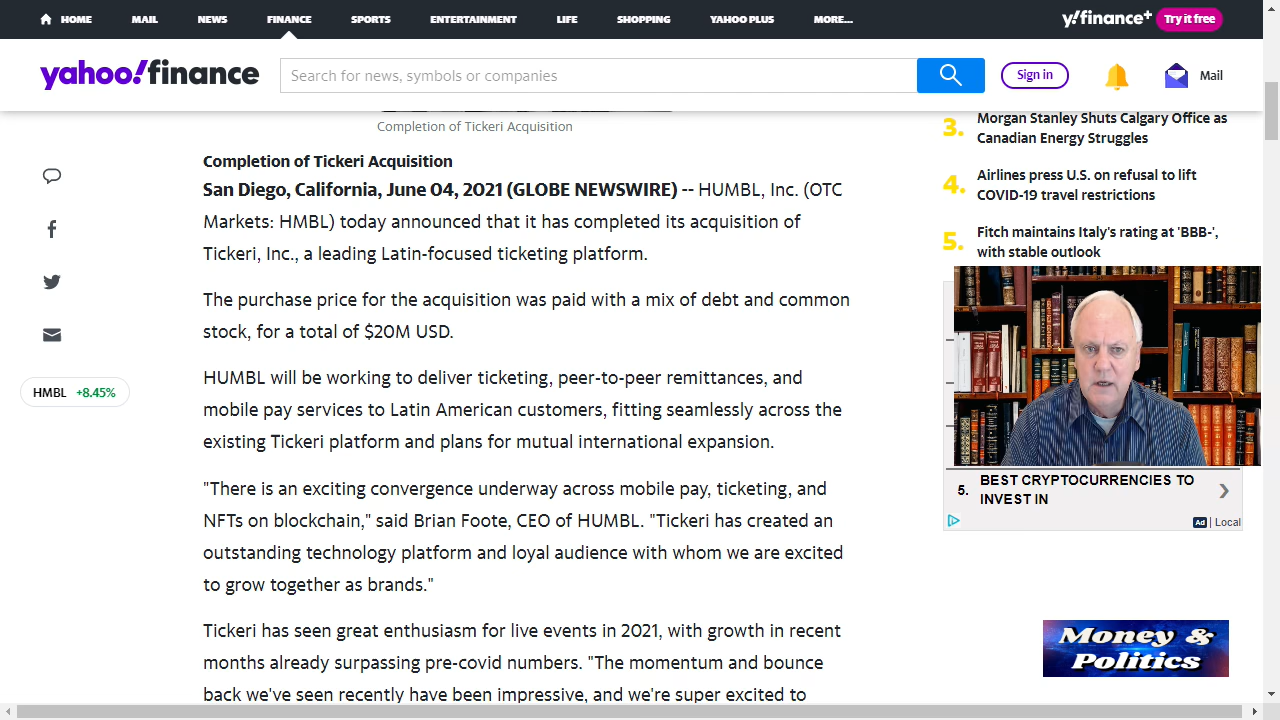 HOME MAIL NEWS FINANCE SPORTS ENTERTAINMENT LIFE SHOPPING YAHOO PLUS MORE...
y!finance+ Try it free
yahoo!finance
Search for news, symbols or companies
Sign in
Mail
Completion of Tickeri Acquisition
Completion of Tickeri Acquisition
San Diego, California, June 04, 2021 (GLOBE NEWSWIRE) -- HUMBL, Inc. (OTC
Markets: HMBL) today announced that it has completed its acquisition of
Tickeri, Inc., a leading Latin-focused ticketing platform.
The purchase price for the acquisition was paid with a mix of debt and common
stock, for a total of $20M USD.
HUMBL will be working to deliver ticketing, peer-to-peer remittances, and
mobile pay services to Latin American customers, fitting seamlessly across the
existing Tickeri platform and plans for mutual international expansion.
"There is an exciting convergence underway across mobile pay, ticketing, and
NFTs on blockchain," said Brian Foote, CEO of HUMBL. "Tickeri has created an
outstanding technology platform and loyal audience with whom we are excited
to grow together as brands."
Tickeri has seen great enthusiasm for live events in 2021, with growth in recent
months already surpassing pre-covid numbers. "The momentum and bounce
back we've seen recently have been impressive, and we're super excited to
HMBL +8.45%
3. Morgan Stanley Shuts Calgary Office as
Canadian Energy Struggles
4. Airlines press U.S. on refusal to lift
COVID-19 travel restrictions
5. Fitch maintains Italy's rating at 'BBB-',
with stable outlook
5. BEST CRYPTOCURRENCIES TO
INVEST IN
Ad | Local
Money &
Politics